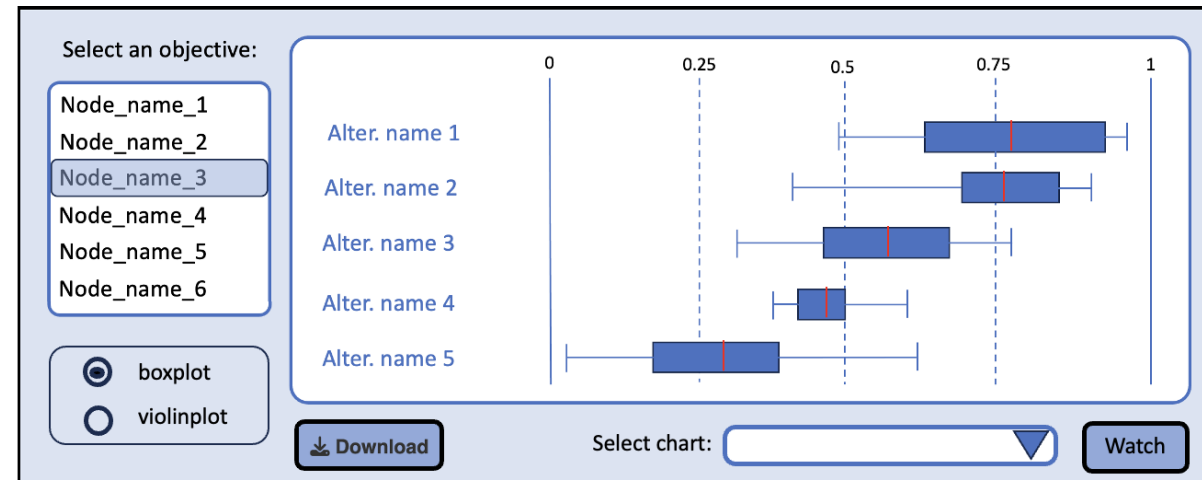 Select an objective:
Node_name_1
Node_name_2
Node_name_3
Node_name_4
Node_name_5
Node_name_6
boxplot
violinplot
0 0.25 0.5 0.75 1
Alter. name 1
Alter. name 2
Alter. name 3
Alter. name 4
Alter. name 5
Download
Select chart:
Watch